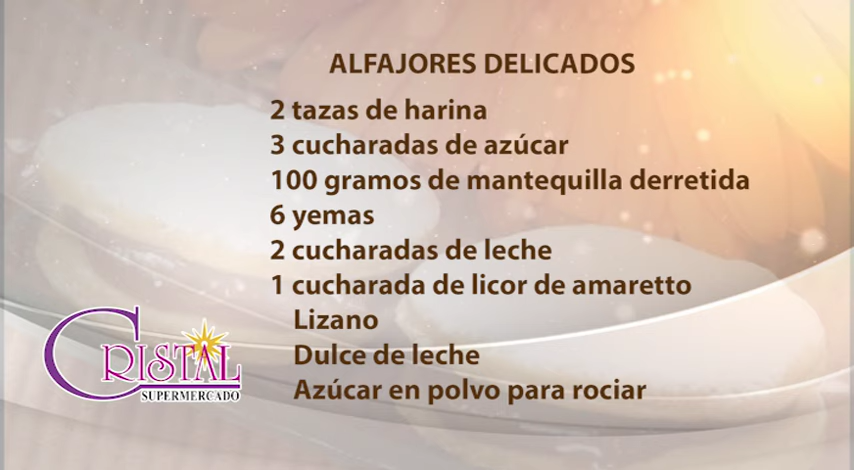 ALFAJORES DELICADOS
2 tazas de harina
3 cucharadas de azúcar
100 gramos de mantequilla derretida
6 yemas
2 cucharadas de leche
1 cucharada de licor de amaretto
Lizano
Dulce de leche
Azúcar en polvo para rociar
CRISTAL
SUPERMERCADO